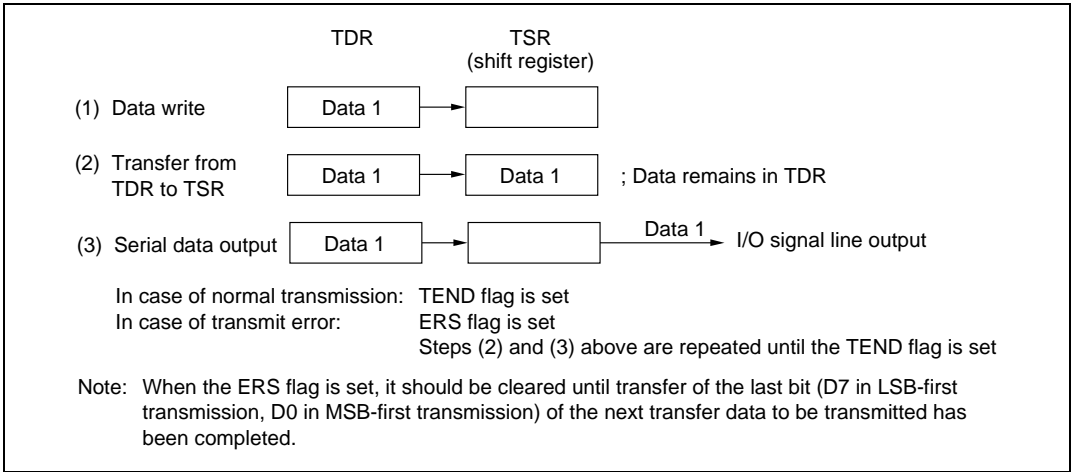 TDR TSR
(shift register)
(1) Data write Data 1
(2) Transfer from
TDR to TSR Data 1 Data 1 ; Data remains in TDR
(3) Serial data output Data 1 Data 1 I/O signal line output
In case of normal transmission: TEND flag is set
In case of transmit error: ERS flag is set
Steps (2) and (3) above are repeated until the TEND flag is set
Note: When the ERS flag is set, it should be cleared until transfer of the last bit (D7 in LSB-first
transmission, D0 in MSB-first transmission) of the next transfer data to be transmitted has
been completed.